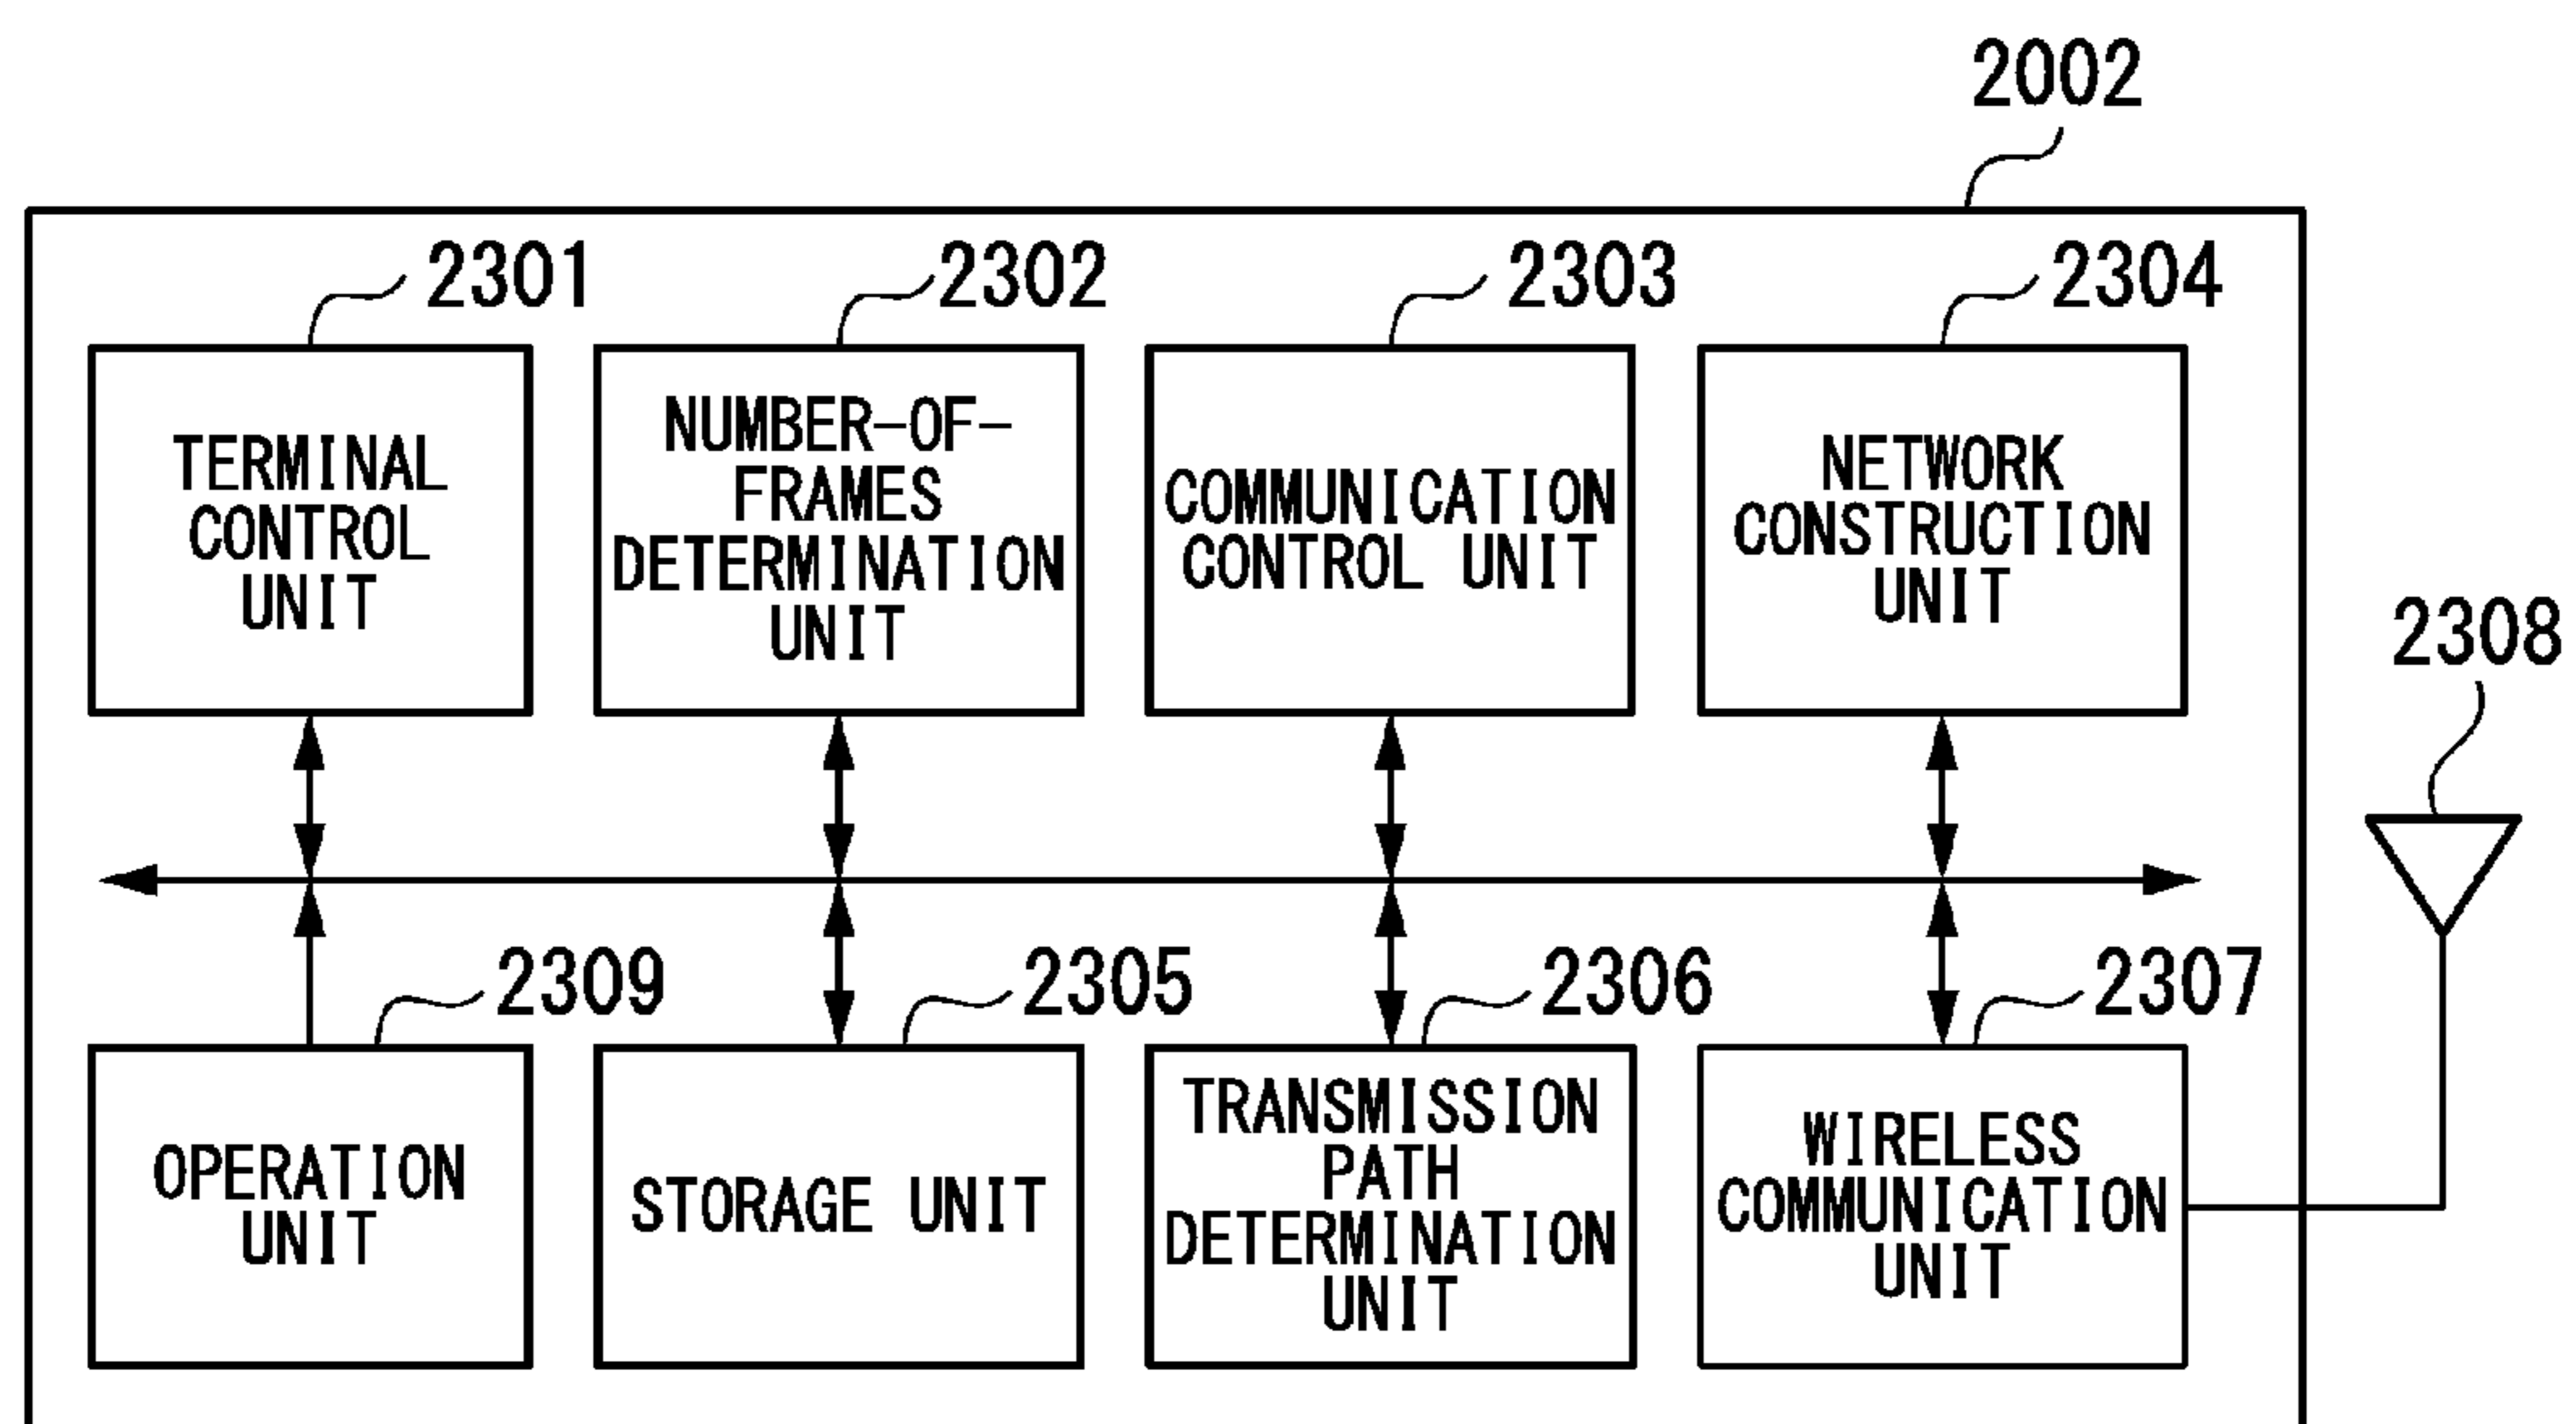 2002
2301
2302
2303
2304
TERMINAL
CONTROL
UNIT
NUMBER-OF-
FRAMES
DETERMINATION
UNIT
COMMUNICATION
CONTROL UNIT
NETWORK
CONSTRUCTION
UNIT
2308
2309
2305
2306
2307
OPERATION
UNIT
STORAGE UNIT
TRANSMISSION
PATH
DETERMINATION
UNIT
WIRELESS
COMMUNICATION
UNIT